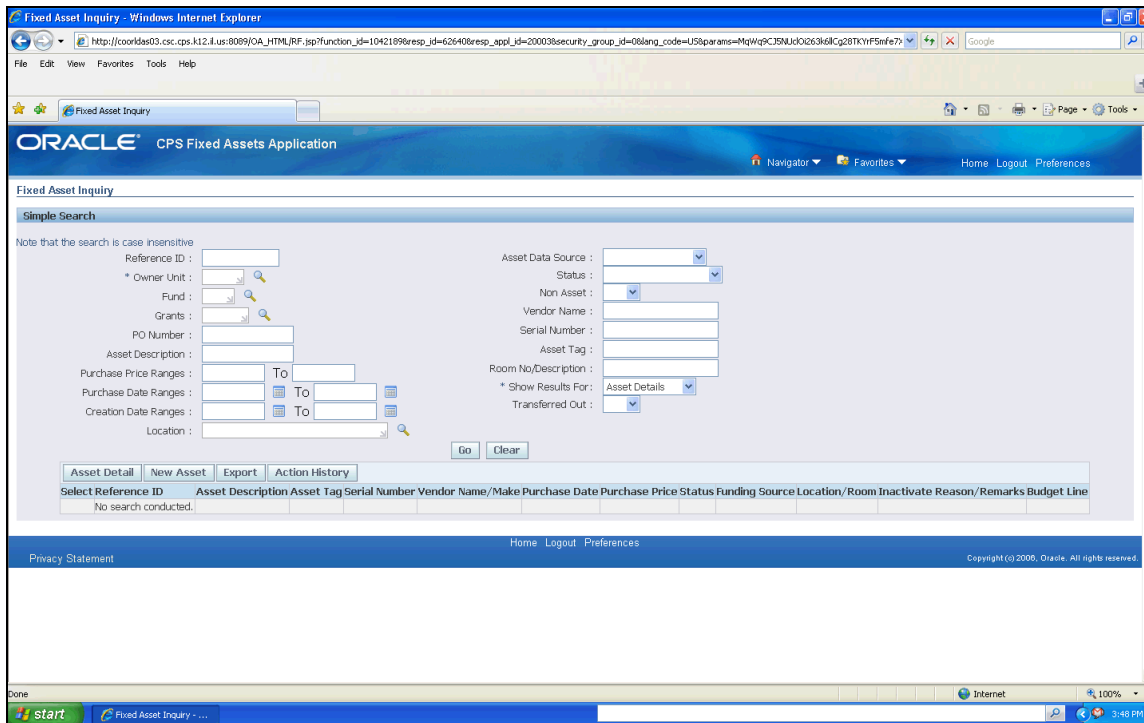 Fixed Asset Inquiry - Windows Internet Explorer
Google
File Edit View Favorites Tools Help
Fixed Asset Inquiry
Page Tools
ORACLE CPS Fixed Assets Application
Navigator Favorites Home Logout Preferences
Fixed Asset Inquiry
Simple Search
Note that the search is case insensitive
Reference ID :
* Owner Unit :
Fund :
Grants :
PO Number :
Asset Description :
Purchase Price Ranges : To
Purchase Date Ranges : To
Creation Date Ranges : To
Location :
Asset Data Source :
Status :
Non Asset :
Vendor Name :
Serial Number :
Asset Tag :
Room No/Description :
* Show Results For: Asset Details
Transferred Out :
Go Clear
Asset Detail New Asset Export Action History
Select Reference ID Asset Description Asset Tag Serial Number Vendor Name/Make Purchase Date Purchase Price Status Funding Source Location/Room Inactivate Reason/Remarks Budget Line
No search conducted.
Home Logout Preferences
Privacy Statement
Copyright (c) 2006, Oracle. All rights reserved.
Done
Internet 100%
start Fixed Asset Inquiry - ... 3:48 PM